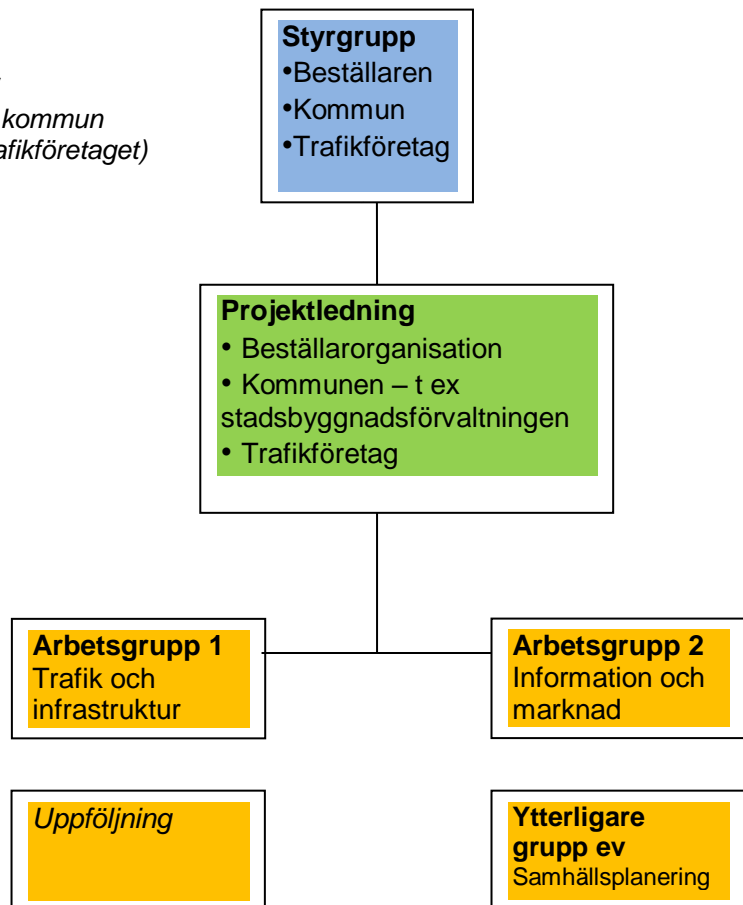 kommun
Styrgrupp
•Beställaren
•Kommun
•Trafikföretag
Projektledning
• Beställarorganisation
• Kommunen – t ex
stadsbyggnadsförvaltningen
• Trafikföretag
Arbetsgrupp 1
Trafik och
infrastruktur
Arbetsgrupp 2
Information och
marknad
Uppföljning
Ytterligare
grupp ev
Samhällsplanering